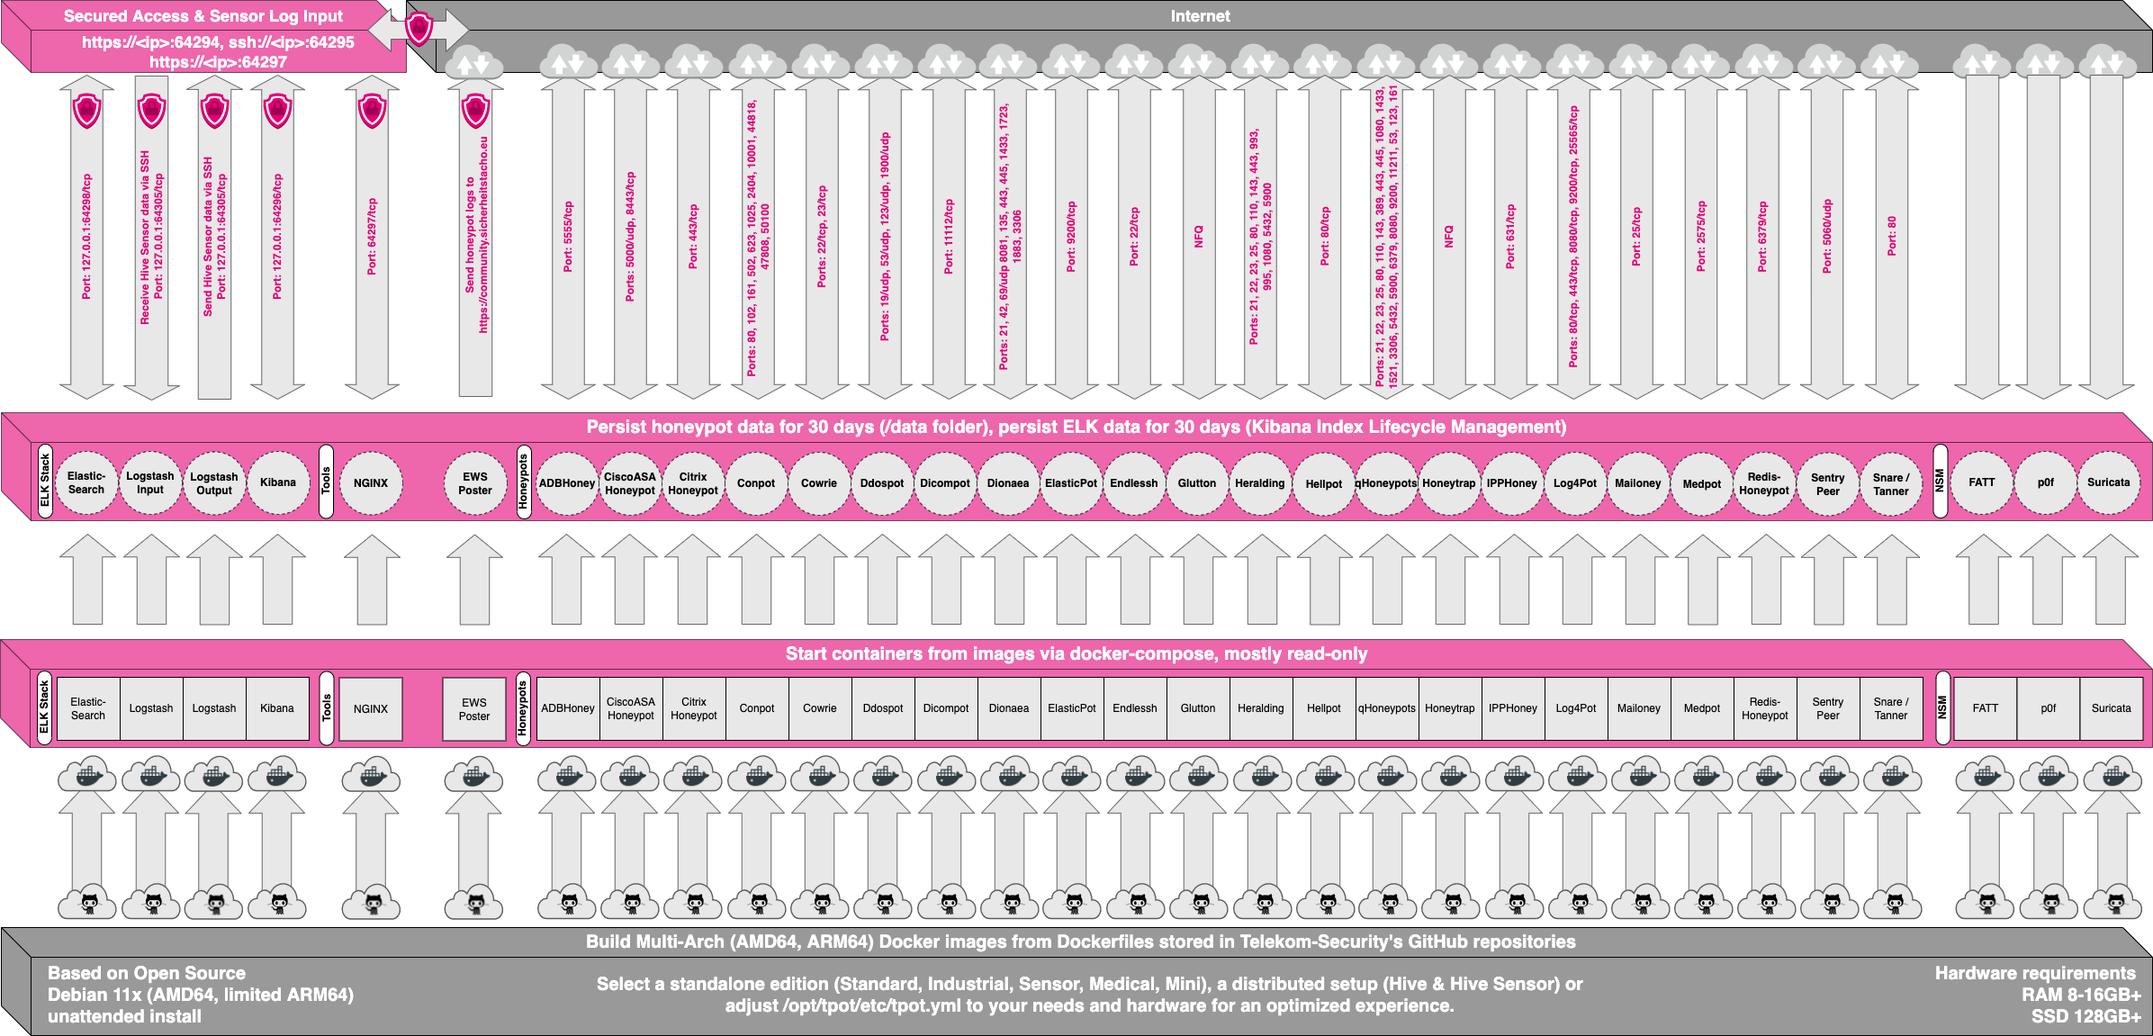 Secured Access & Sensor Log Input
https://<ip>:64294, ssh://<ip>:64295
https://<ip>:64297
Internet
Port: 127.0.0.1:64298/tcp
Receive Hive Sensor data via SSH
Port: 127.0.0.1:64305/tcp
Send Hive Sensor data via SSH
Port: 127.0.0.1:64305/tcp
Port: 127.0.0.1:64296/tcp
Port: 64297/tcp
Send honeypot logs to
https://community.sicherheitstacho.eu
Port: 5555/tcp
Ports: 5000/udp, 8443/tcp
Port: 443/tcp
Ports: 80, 102, 161, 502, 623, 1025, 2404, 10001, 44818,
47808, 50100
Ports: 22/tcp, 23/tcp
Ports: 19/udp, 53/udp, 123/udp, 1900/udp
Port: 11112/tcp
Ports: 21, 42, 69/udp 8081, 135, 443, 445, 1433, 1723,
1883, 3306
Port: 9200/tcp
Port: 22/tcp
NFQ
Ports: 21, 22, 23, 25, 80, 110, 143, 443, 993,
995, 1080, 5432, 5900
Port: 80/tcp
Ports: 21, 22, 23, 25, 80, 110, 143, 389, 443, 445, 1080, 1433,
1521, 3306, 5432, 5900, 6379, 8080, 9200, 11211, 53, 123, 161
NFQ
Port: 631/tcp
Ports: 80/tcp, 443/tcp, 8080/tcp, 9200/tcp, 25565/tcp
Port: 25/tcp
Port: 2575/tcp
Port: 6379/tcp
Port: 5060/udp
Port: 80
Persist honeypot data for 30 days (/data folder), persist ELK data for 30 days (Kibana Index Lifecycle Management)
ELK Stack
Elastic-
Search
Logstash
Input
Logstash
Output
Kibana
Tools
NGINX
EWS
Poster
Honeypots
ADBHoney
CiscoASA
Honeypot
Citrix
Honeypot
Conpot
Cowrie
Ddospot
Dicompot
Dionaea
ElasticPot
Endlessh
Glutton
Heralding
Hellpot
qHoneypots
Honeytrap
IPPHoney
Log4Pot
Mailoney
Medpot
Redis-
Honeypot
Sentry
Peer
Snare /
Tanner
NSM
FATT
p0f
Suricata
Start containers from images via docker-compose, mostly read-only
ELK Stack
Elastic-
Search
Logstash
Logstash
Kibana
Tools
NGINX
EWS
Poster
Honeypots
ADBHoney
CiscoASA
Honeypot
Citrix
Honeypot
Conpot
Cowrie
Ddospot
Dicompot
Dionaea
ElasticPot
Endlessh
Glutton
Heralding
Hellpot
qHoneypots
Honeytrap
IPPHoney
Log4Pot
Mailoney
Medpot
Redis-
Honeypot
Sentry
Peer
Snare /
Tanner
NSM
FATT
p0f
Suricata
Build Multi-Arch (AMD64, ARM64) Docker images from Dockerfiles stored in Telekom-Security's GitHub repositories
Based on Open Source
Debian 11x (AMD64, limited ARM64)
unattended install
Select a standalone edition (Standard, Industrial, Sensor, Medical, Mini), a distributed setup (Hive & Hive Sensor) or
adjust /opt/tpot/etc/tpot.yml to your needs and hardware for an optimized experience.
Hardware requirements
RAM 8-16GB+
SSD 128GB+